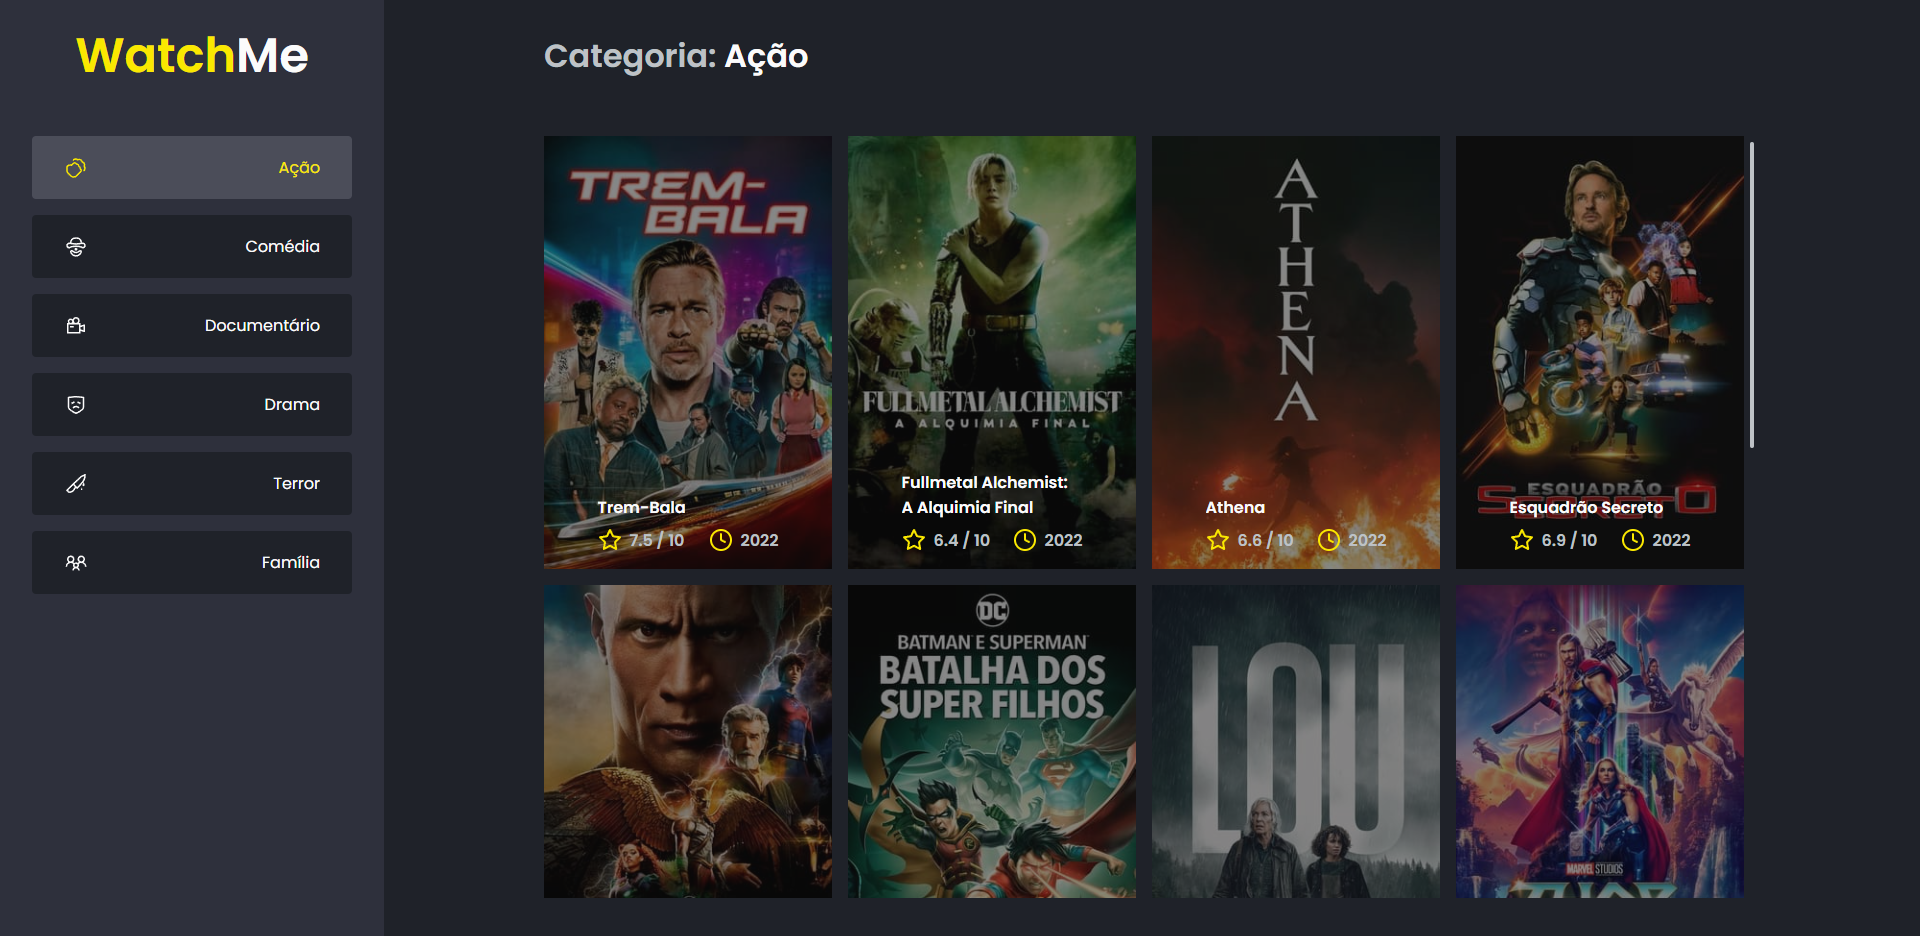 WatchMe
Categoria: Ação
Ação
Comédia
Documentário
Drama
Terror
Família
TREM-
BALA
Trem-Bala
7.5 / 10 2022
FULLMETAL ALCHEMIST
A ALQUIMIA FINAL
Fullmetal Alchemist:
A Alquimia Final
6.4 / 10 2022
ATHENA
Athena
6.6 / 10 2022
ESQUADRÃO
SECRETO
Esquadrão Secreto
6.9 / 10 2022
DC
BATMAN E SUPERMAN
BATALHA DOS
SUPER FILHOS
LOU
MARVEL STUDIOS
THOR